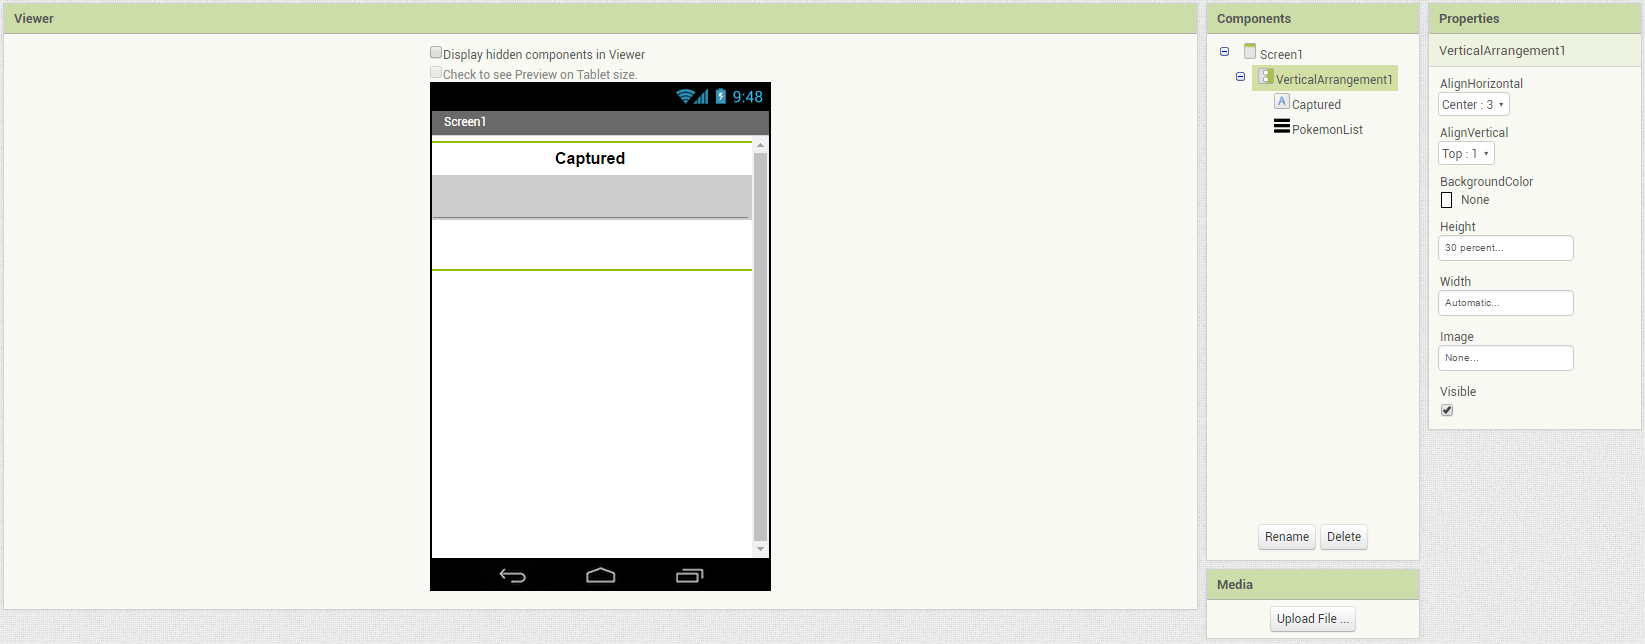 Viewer
Display hidden components in Viewer
Check to see Preview on Tablet size.
9:48
Screen1
Captured
Components
Screen1
VerticalArrangement1
A Captured
PokemonList
Rename Delete
Media
Upload File ...
Properties
VerticalArrangement1
AlignHorizontal
Center : 3
AlignVertical
Top : 1
BackgroundColor
None
Height
30 percent...
Width
Automatic...
Image
None...
Visible